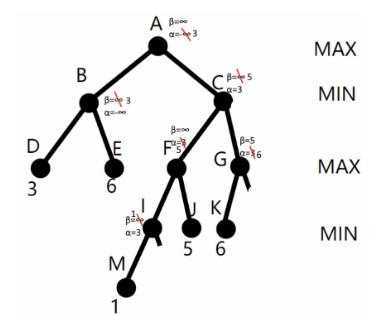 A
β=∞
α=-∞ 3
MAX
B
β=∞ 3
α=-∞
C
β=∞ 5
α=3
MIN
D
3
E
6
F
β=∞
α=3
5
G
β=5
α=3 6
MAX
I
β=∞
1
α=3
J
5
K
6
MIN
M
1